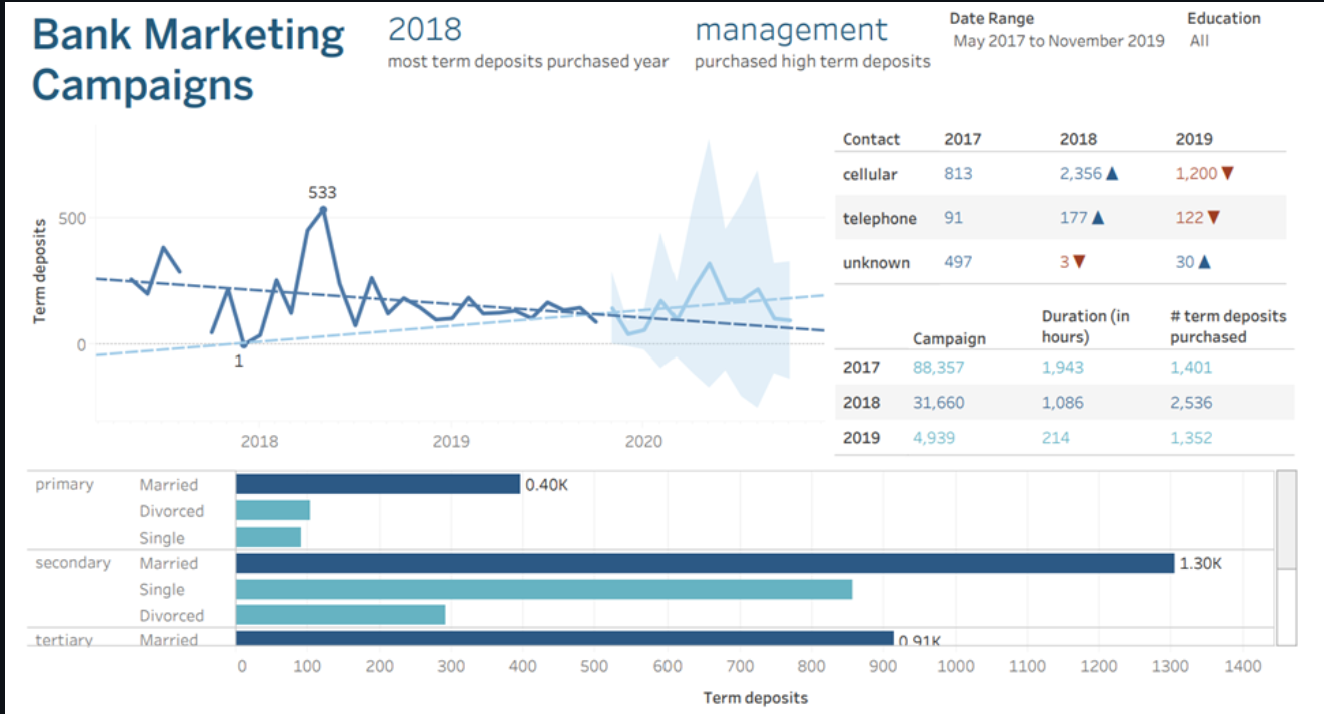 Bank Marketing
Campaigns
2018
most term deposits purchased year
management
purchased high term deposits
Date Range
May 2017 to November 2019
Education
All
Term deposits
500
0
533
1
2018 2019 2020
Contact 2017 2018 2019
cellular 813 2,356▲ 1,200▼
telephone 91 177▲ 122▼
unknown 497 3▼ 30▲
Campaign Duration (in hours) # term deposits purchased
2017 88,357 1,943 1,401
2018 31,660 1,086 2,536
2019 4,939 214 1,352
primary Married 0.40K
Divorced
Single
secondary Married 1.30K
Single
Divorced
tertiary Married 0.91K
0 100 200 300 400 500 600 700 800 900 1000 1100 1200 1300 1400
Term deposits